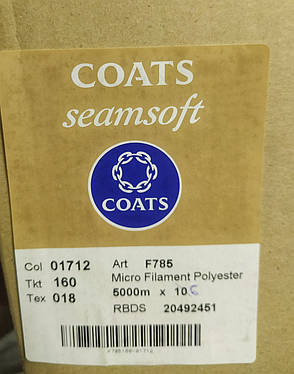 COATS
seamsoft
COATS
Col 01712 Art F785
Tkt 160 Micro Filament Polyester
Tex 018 5000m x 10
RBDS 20492451